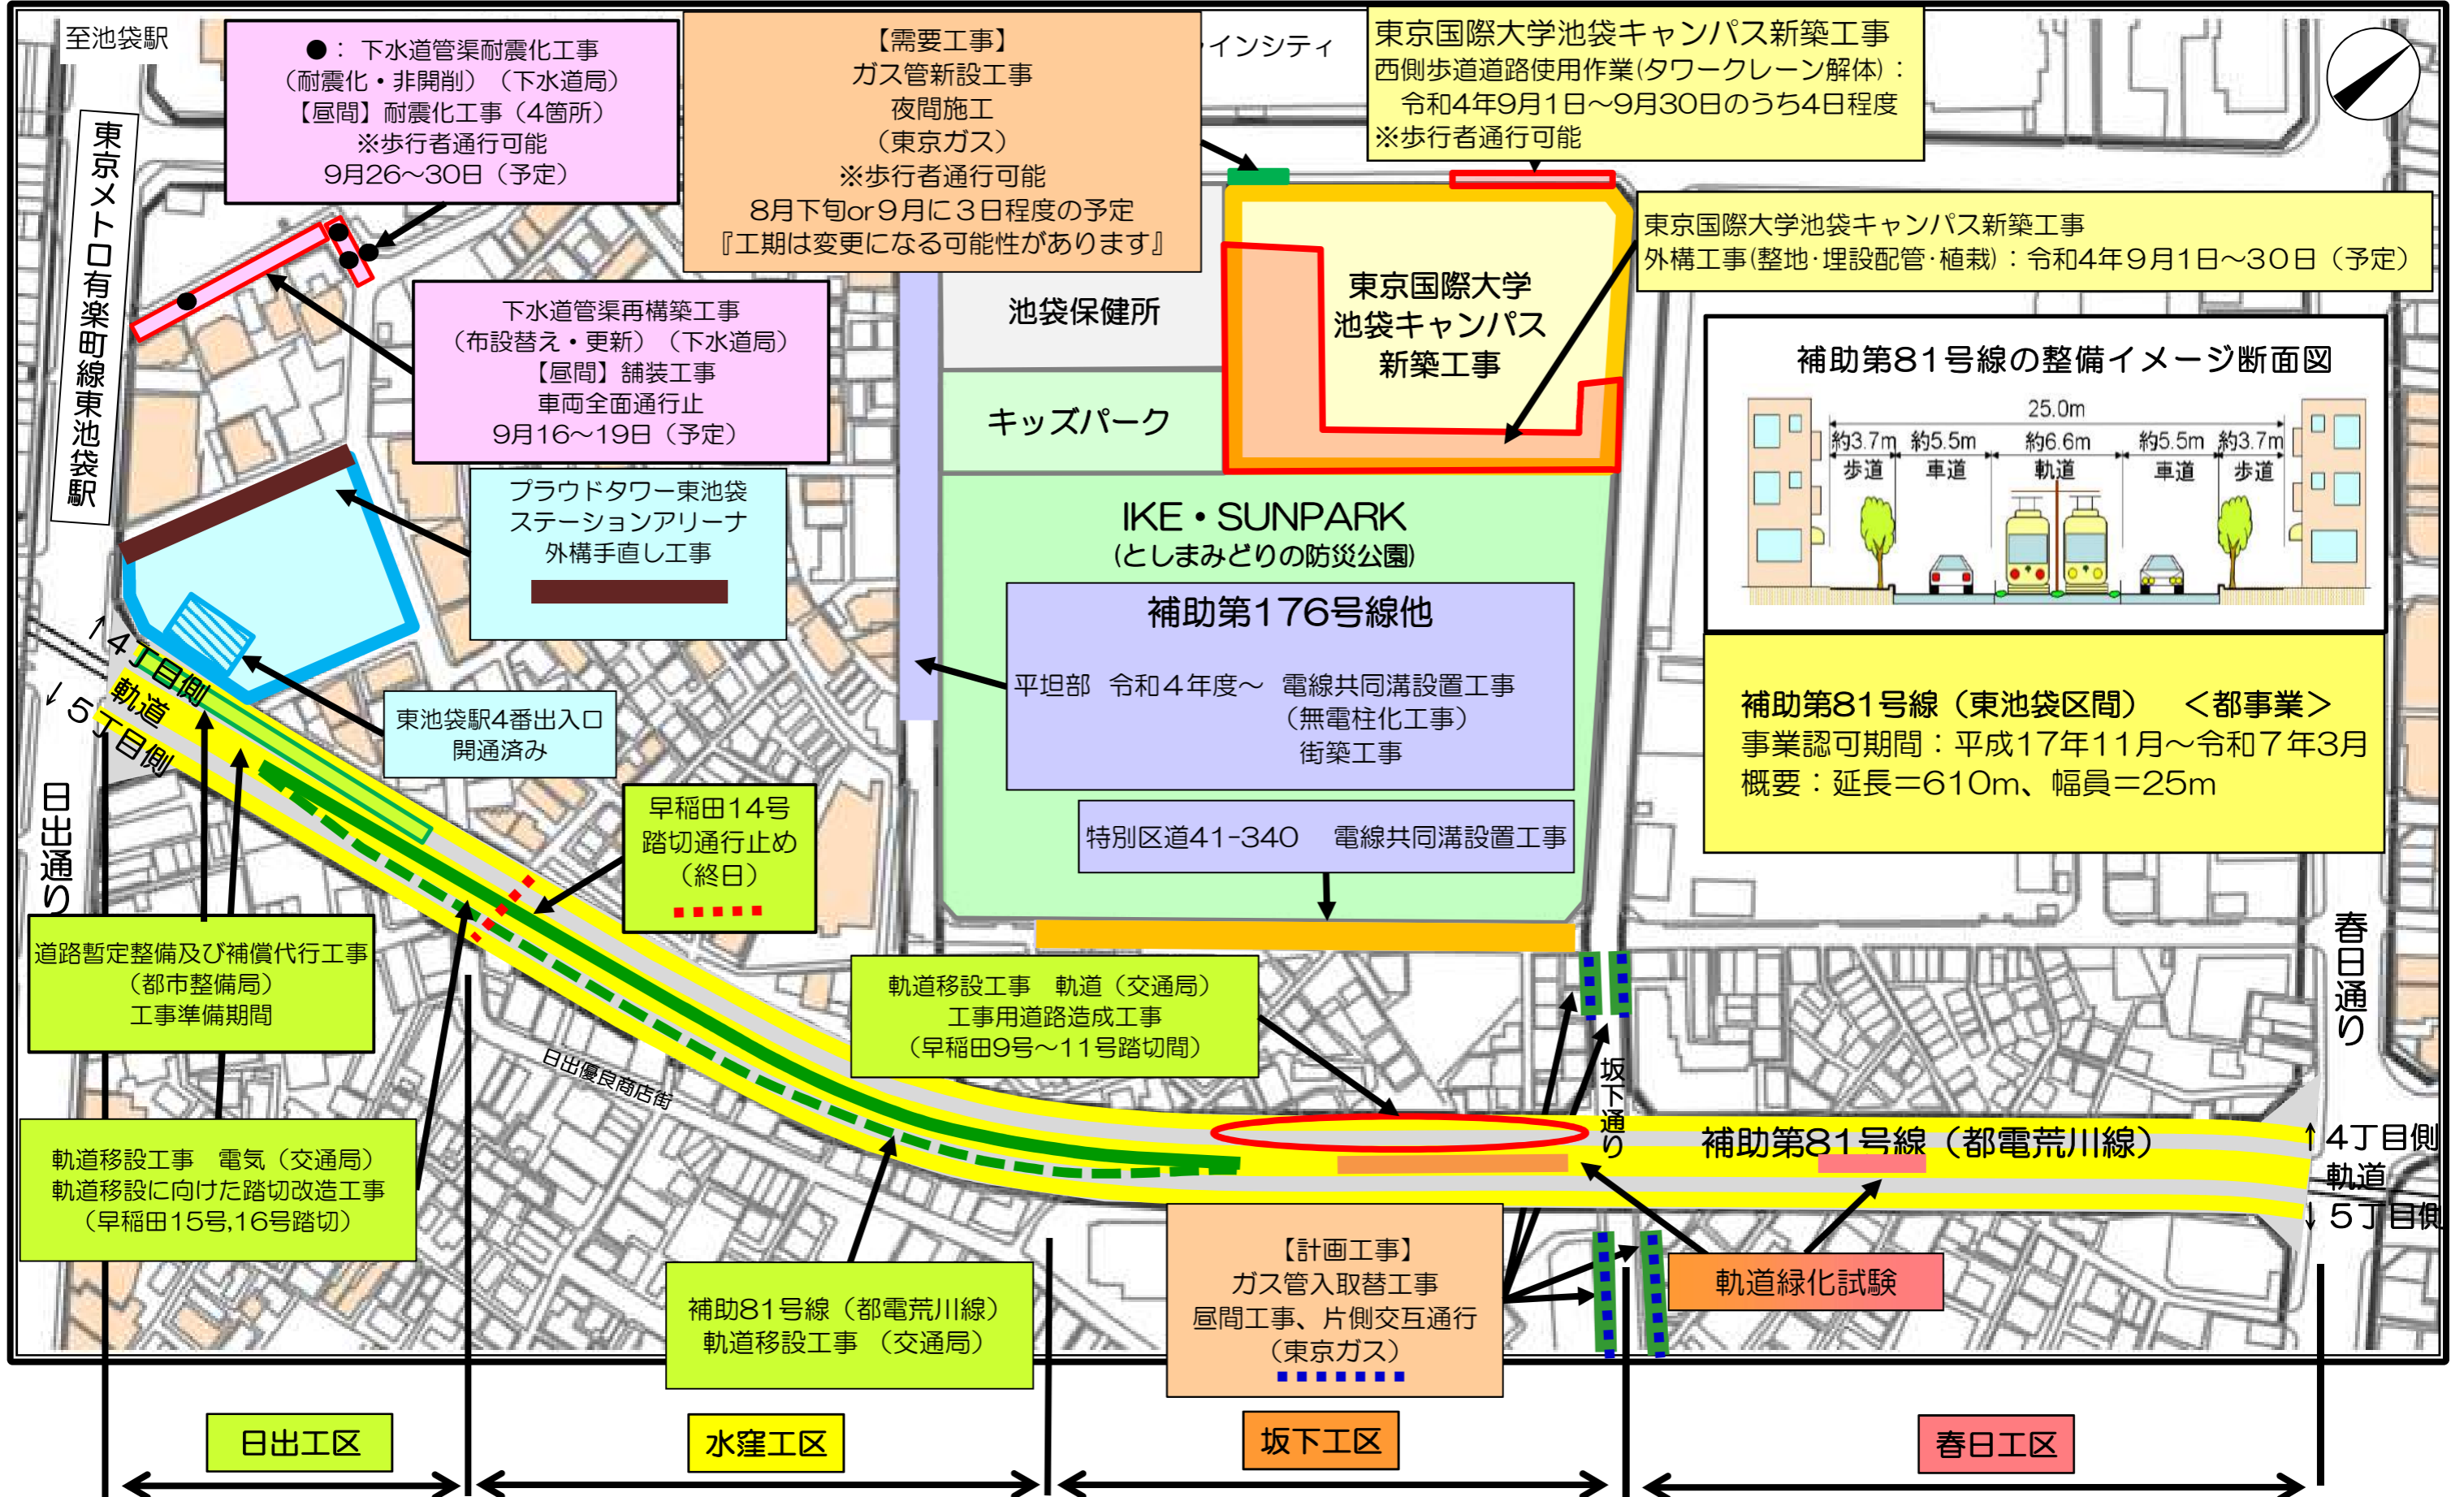 至池袋駅
●：下水道管渠耐震化工事
（耐震化・非開削）（下水道局）
【昼間】耐震化工事（4箇所）
※歩行者通行可能
9月26～30日（予定）
【需要工事】
ガス管新設工事
夜間施工
（東京ガス）
※歩行者通行可能
8月下旬or９月に３日程度の予定
『工期は変更になる可能性があります』
インシティ
東京国際大学池袋キャンパス新築工事
西側歩道道路使用作業(タワークレーン解体)：
令和4年9月1日～9月30日のうち4日程度
※歩行者通行可能
東京国際大学池袋キャンパス新築工事
外構工事(整地･埋設配管･植栽)：令和4年９月1日～30日（予定）
東京メトロ有楽町線東池袋駅
下水道管渠再構築工事
（布設替え・更新）（下水道局）
【昼間】舗装工事
車両全面通行止
9月16～19日（予定）
池袋保健所
キッズパーク
東京国際大学
池袋キャンパス
新築工事
補助第81号線の整備イメージ断面図
25.0m
約3.7m 約5.5m 約6.6m 約5.5m 約3.7m
歩道 車道 軌道 車道 歩道
プラウドタワー東池袋
ステーションアリーナ
外構手直し工事
IKE・SUNPARK
(としまみどりの防災公園)
補助第176号線他
平坦部 令和４年度～ 電線共同溝設置工事
（無電柱化工事）
街築工事
特別区道41-340 電線共同溝設置工事
補助第81号線（東池袋区間） ＜都事業＞
事業認可期間：平成17年11月～令和７年3月
概要：延長＝610m、幅員＝25m
↑4丁目側
軌道
↓5丁目側
東池袋駅4番出入口
開通済み
日出通り
早稲田14号
踏切通行止め
（終日）
道路暫定整備及び補償代行工事
（都市整備局）
工事準備期間
軌道移設工事 軌道（交通局）
工事用道路造成工事
（早稲田9号～11号踏切間）
春日通り
日出優良商店街
坂下通り
軌道移設工事 電気（交通局）
軌道移設に向けた踏切改造工事
（早稲田15号,16号踏切）
補助第81号線（都電荒川線）
↑4丁目側
軌道
↓5丁目側
補助81号線（都電荒川線）
軌道移設工事 （交通局）
【計画工事】
ガス管入取替工事
昼間工事、片側交互通行
（東京ガス）
軌道緑化試験
日出工区
水窪工区
坂下工区
春日工区